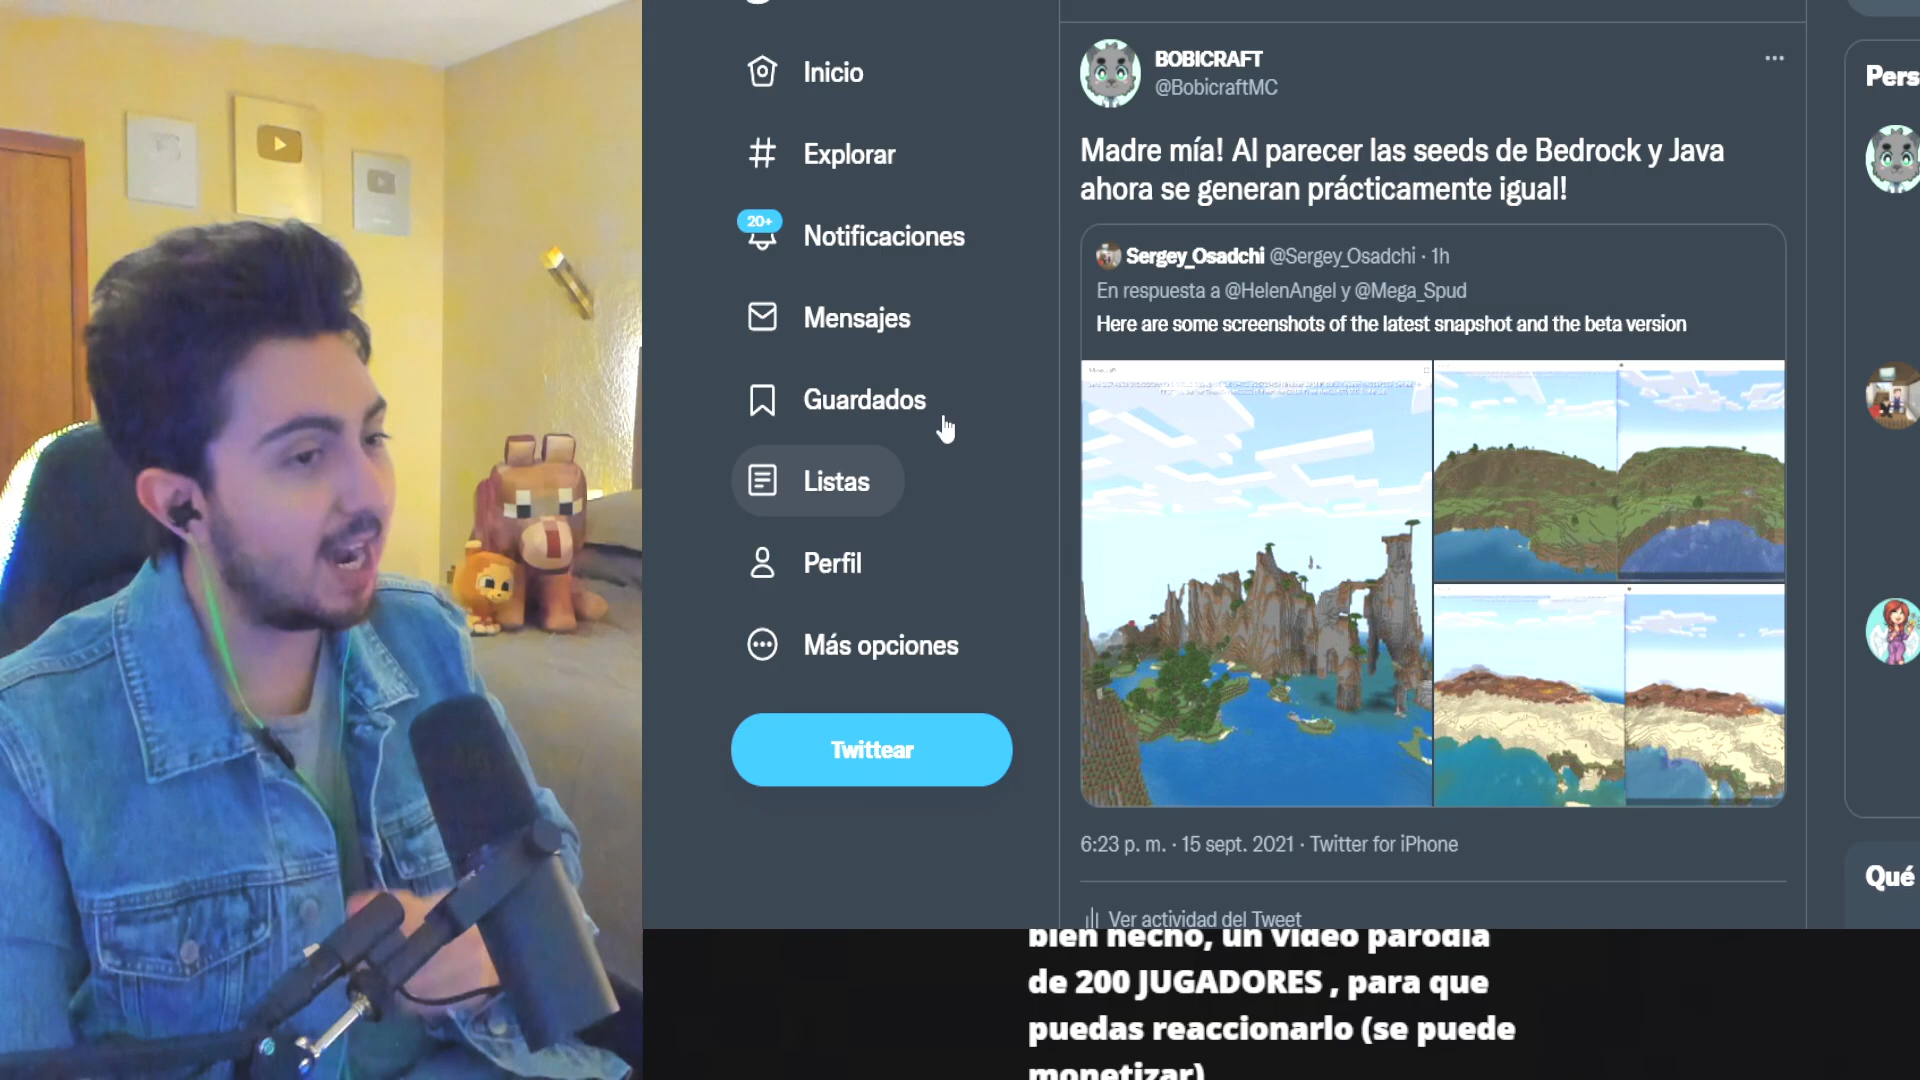 Inicio
Explorar
20+
Notificaciones
Mensajes
Guardados
Listas
Perfil
Más opciones
Twittear
BOBICRAFT
@BobicraftMC
Madre mía! Al parecer las seeds de Bedrock y Java
ahora se generan prácticamente igual!
Sergey_Osadchi @Sergey_Osadchi · 1h
En respuesta a @HelenAngel y @Mega_Spud
Here are some screenshots of the latest snapshot and the beta version
6:23 p. m. · 15 sept. 2021 · Twitter for iPhone
Ver actividad del Tweet
Pers
Qué
bien hecho, un video parodia
de 200 JUGADORES , para que
puedas reaccionarlo (se puede
monetizar)